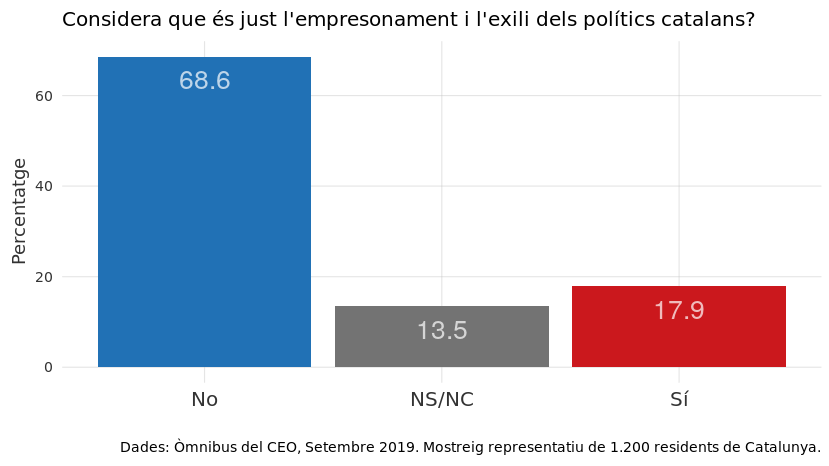 Considera que és just l'empresonament i l'exili dels polítics catalans?
Percentatge
60
40
20
0
68.6
13.5
17.9
No
NS/NC
Sí
Dades: Òmnibus del CEO, Setembre 2019. Mostreig representatiu de 1.200 residents de Catalunya.